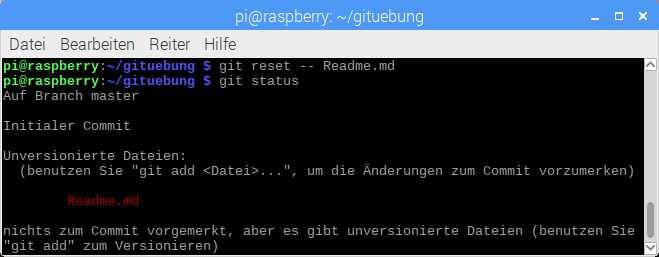 pi@raspberry: ~/gituebung
Datei Bearbeiten Reiter Hilfe
pi@raspberry:~/gituebung $ git reset -- Readme.md
pi@raspberry:~/gituebung $ git status
Auf Branch master
Initialer Commit
Unversionierte Dateien:
(benutzen Sie "git add <Datei>...", um die Änderungen zum Commit vorzumerken)
Readme.md
nichts zum Commit vorgemerkt, aber es gibt unversionierte Dateien (benutzen Sie
"git add" zum Versionieren)